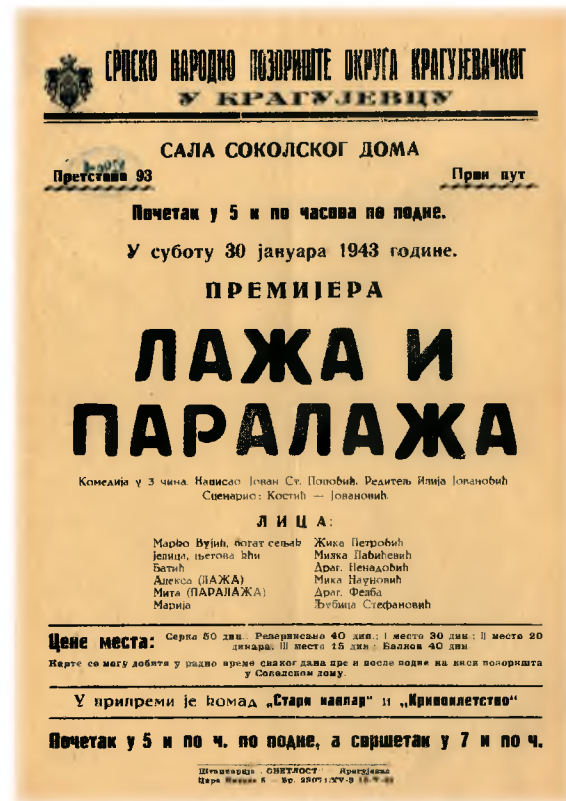 СРПСКО НАРОДНО ПОЗОРИШТЕ ОКРУГА КРАГУЈЕВАЧКОГ
У КРАГУЈЕВЦУ
САЛА СОКОЛСКОГ ДОМА
Претстава 93
Први пут
Почетак у 5 и по часова по подне.
У суботу 30 јануара 1943 године.
ПРЕМИЈЕРА
ЛАЖА И
ПАРАЛАЖА
Комедија у 3 чина. Написао Јован Ст. Поповић. Редитељ Илија Јовановић
Сценарио: Костић — Јовановић.
ЛИЦА:
Марко Вујић, богат сељак Жика Петровић
Јелица, његова кћи Милка Павићевић
Батић Драг. Ненадовић
Алекса (ЛАЖА) Мика Науновић
Мита (ПАРАЛАЖА) Драг. Фелба
Марија Љубица Стефановић
Цене места: Серкл 50 дин.: Резервисано 40 дин.: I место 30 дин: II место 20
динара. III место 15 дин: Балкон 40 дин
Карте се могу добити у радно време сваког дана пре и после подне на каси позоришта
у Соколском дому.
У припреми је комад „Стари каплар“ и „Кривоклетство“
Почетак у 5 и по ч. по подне, а свршетак у 7 и по ч.
Штампарија СВЕТЛОСТ Крагујевац